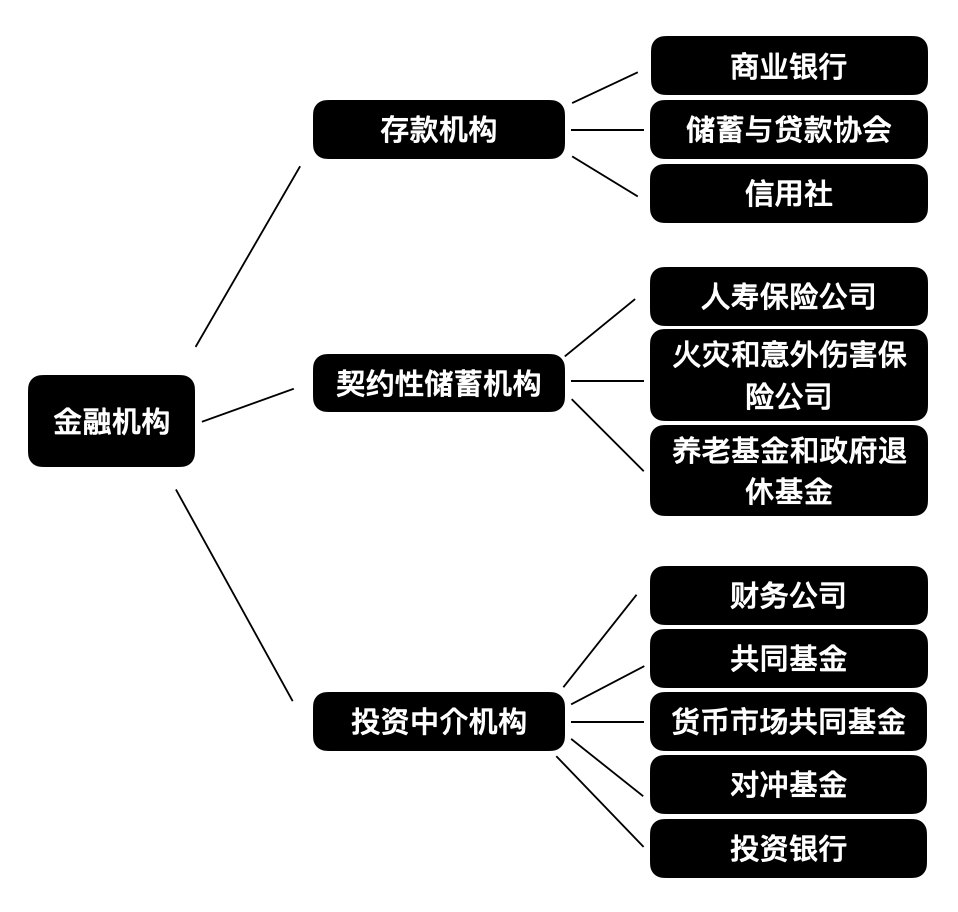 商业银行
存款机构
储蓄与贷款协会
信用社
人寿保险公司
火灾和意外伤害保
险公司
契约性储蓄机构
金融机构
养老基金和政府退
休基金
财务公司
共同基金
投资中介机构
货币市场共同基金
对冲基金
投资银行